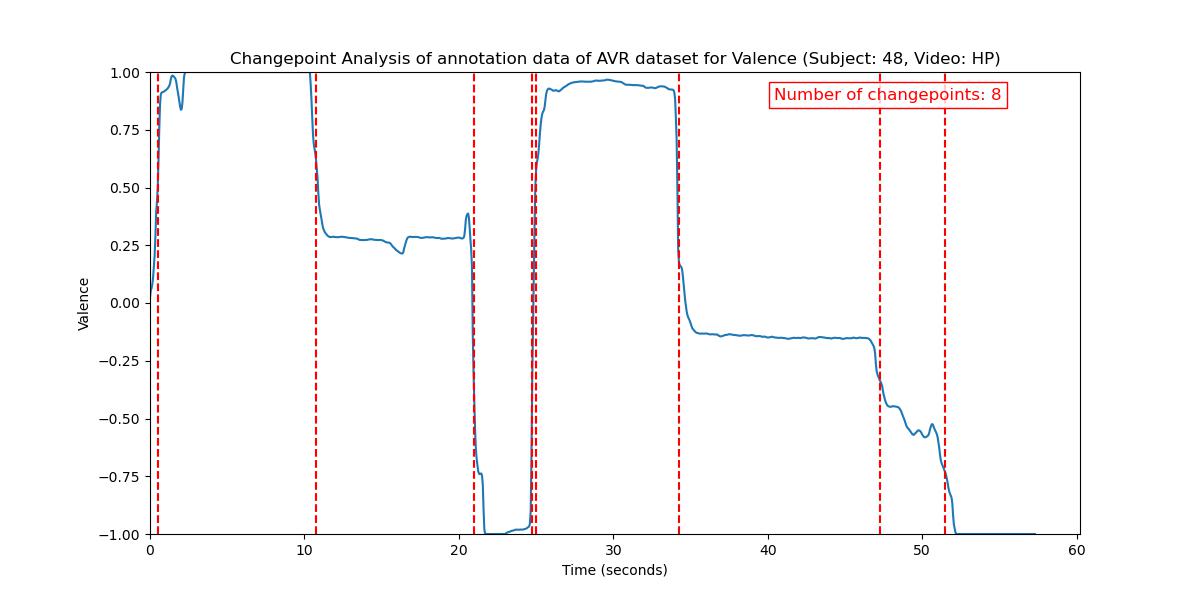 Changepoint Analysis of annotation data of AVR dataset for Valence (Subject: 48, Video: HP)
Number of changepoints: 8
1.00
0.75
0.50
0.25
0.00
−0.25
−0.50
−0.75
−1.00
Valence
0 10 20 30 40 50 60
Time (seconds)